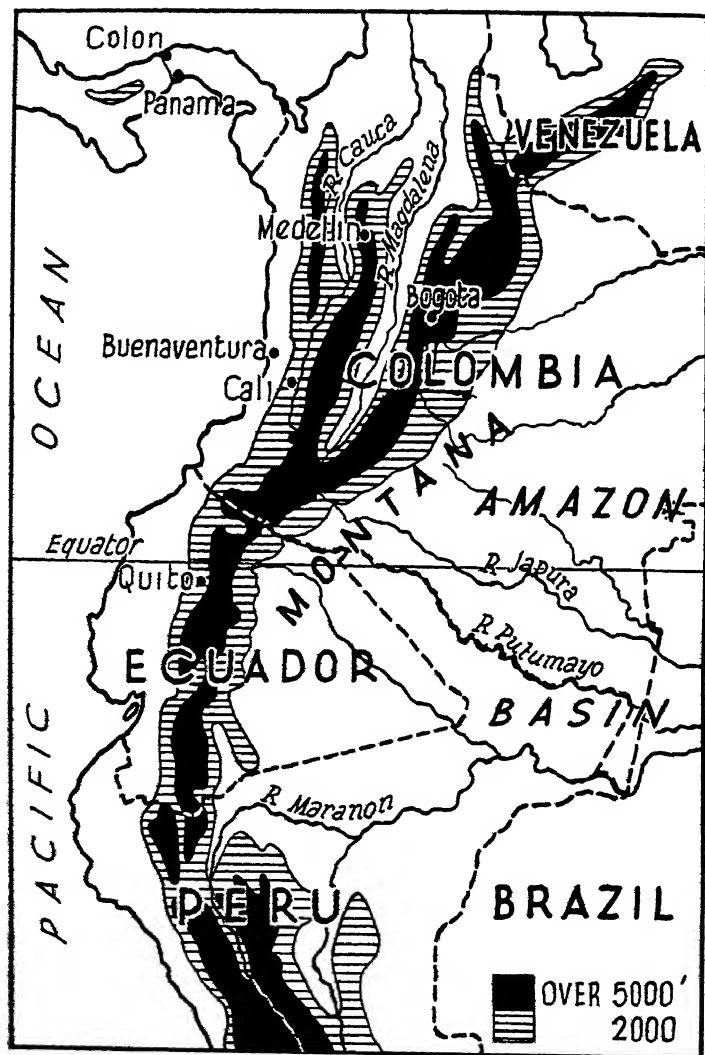 Colon
Panama
VENEZUELA
R. Cauca
R. Magdalena
Medellin
Bogota
Buenaventura
Cali
COLOMBIA
OCEAN
MONTANA
AMAZON
Equator
Quito
R. Japura
R. Putumayo
ECUADOR
BASIN
PACIFIC
R. Maranon
PERU
BRAZIL
OVER 5000'
2000